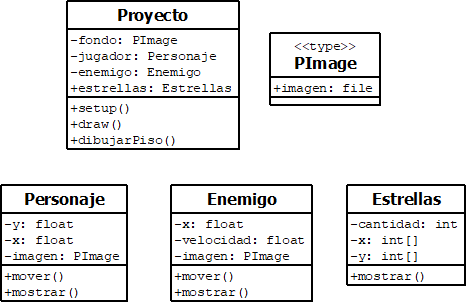 Proyecto
-fondo: PImage
-jugador: Personaje
-enemigo: Enemigo
+estrellas: Estrellas
+setup()
+draw()
+dibujarPiso()
<<type>>
PImage
+imagen: file
Personaje
-y: float
-x: float
-imagen: PImage
+mover()
+mostrar()
Enemigo
-x: float
-velocidad: float
-imagen: PImage
+mover()
+mostrar()
Estrellas
-cantidad: int
-x: int[]
-y: int[]
+mostrar()